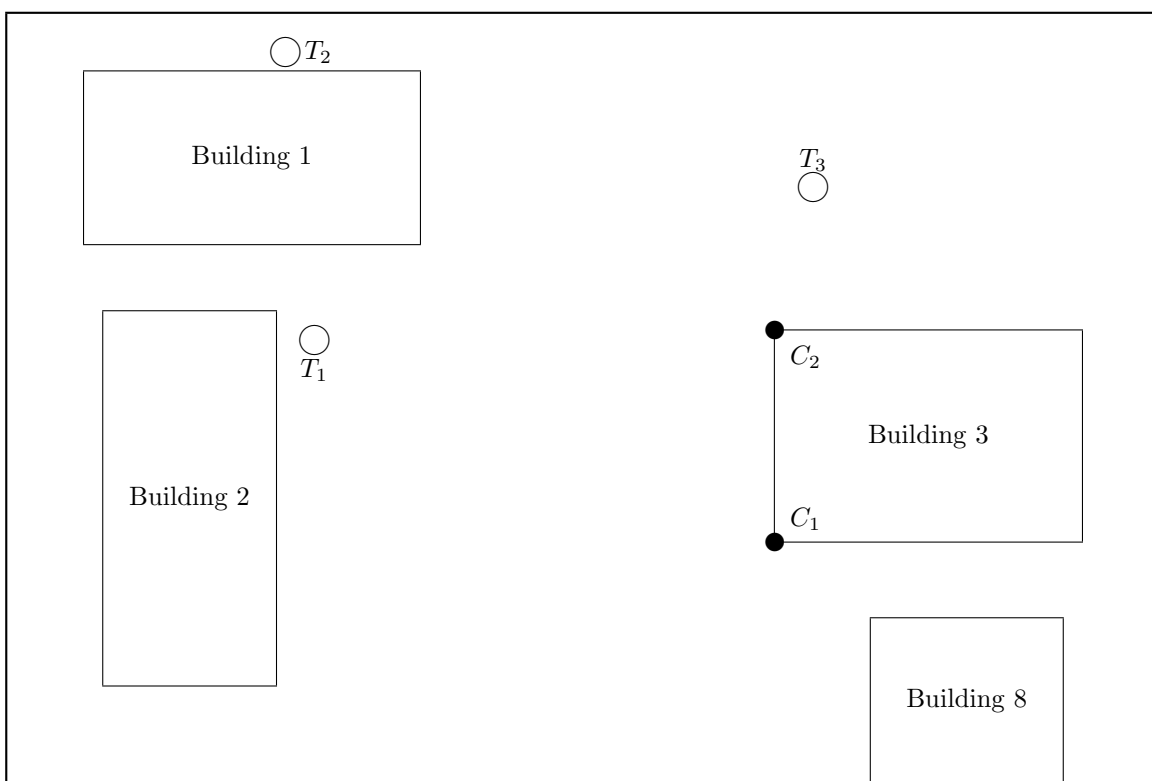 T₂
Building 1
T₃
T₁
C₂
Building 3
Building 2
C₁
Building 8